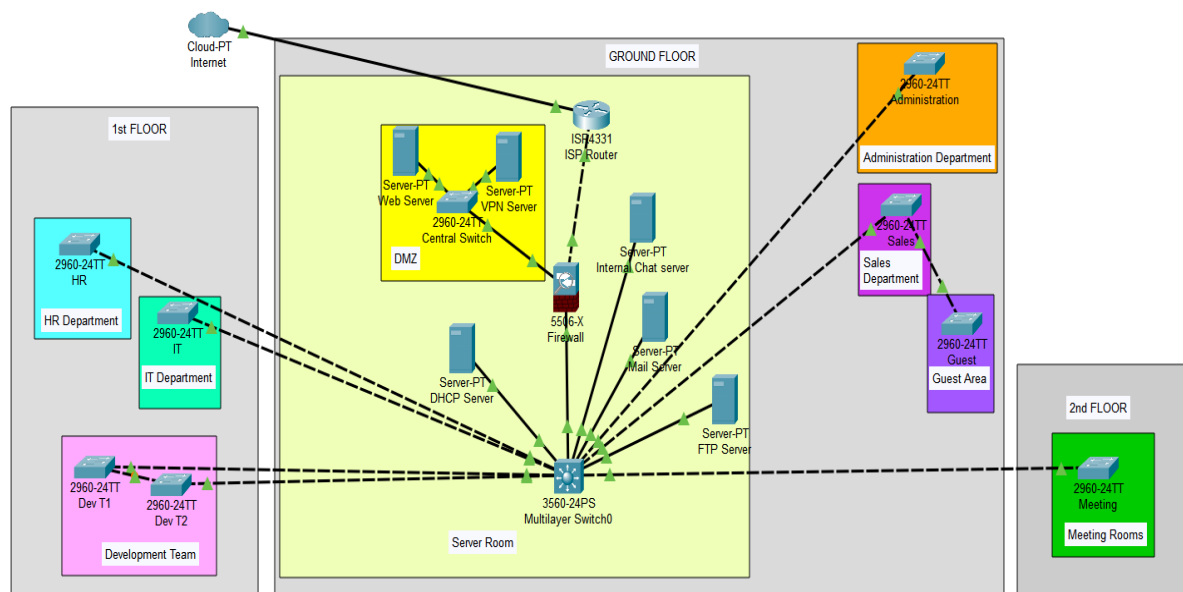 Cloud-PT
Internet
GROUND FLOOR
1st FLOOR
2960-24TT
Administration
Administration Department
ISR4331
ISP Router
Server-PT
Web Server
Server-PT
VPN Server
2960-24TT
Central Switch
DMZ
Server-PT
Internal Chat server
2960-24TT
Sales
Sales
Department
2960-24TT
HR
HR Department
2960-24TT
IT
IT Department
5506-X
Firewall
Server-PT
Mail Server
Server-PT
DHCP Server
2960-24TT
Guest
Guest Area
Server-PT
FTP Server
2nd FLOOR
2960-24TT
Dev T1
2960-24TT
Dev T2
Development Team
3560-24PS
Multilayer Switch0
Server Room
2960-24TT
Meeting
Meeting Rooms